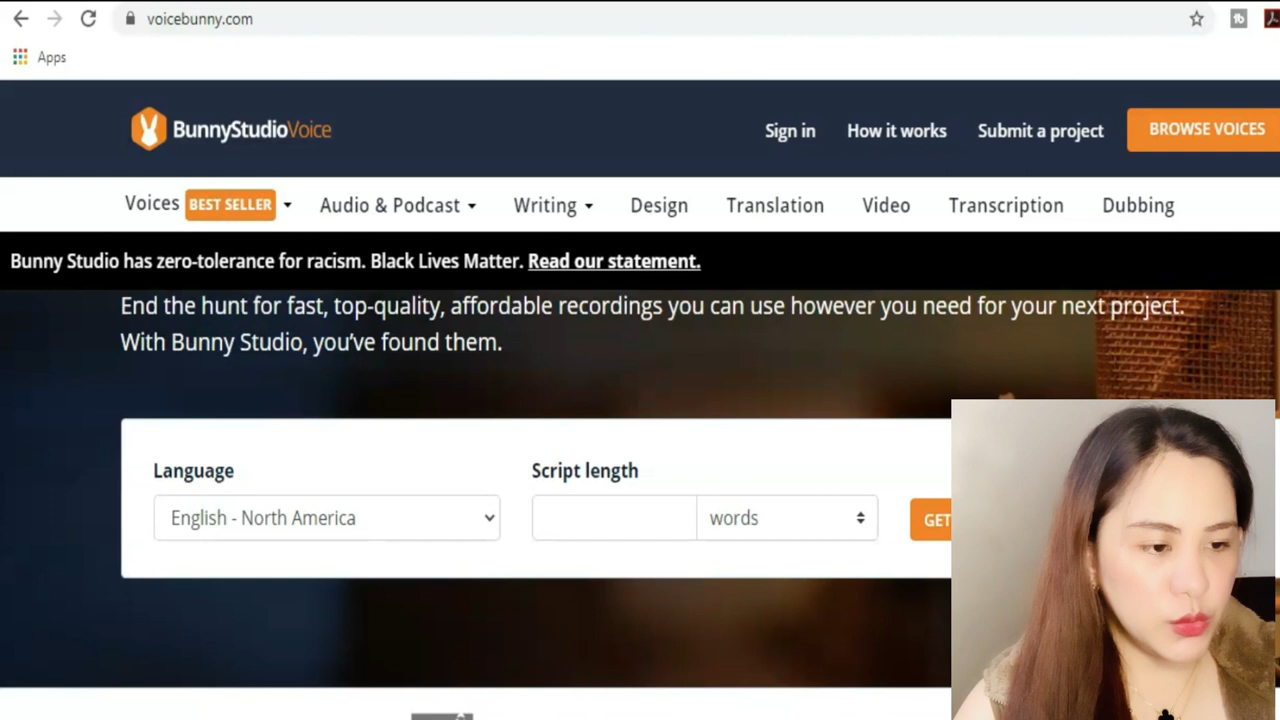 voicebunny.com
Apps
BunnyStudioVoice
Sign in
How it works
Submit a project
BROWSE VOICES
Voices BEST SELLER
Audio & Podcast
Writing
Design
Translation
Video
Transcription
Dubbing
Bunny Studio has zero-tolerance for racism. Black Lives Matter. Read our statement.
End the hunt for fast, top-quality, affordable recordings you can use however you need for your next project.
With Bunny Studio, you've found them.
Language
Script length
English - North America
words
GET